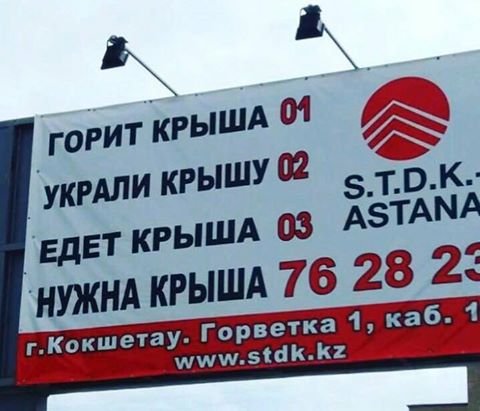 ГОРИТ КРЫША 01
УКРАЛИ КРЫШУ 02
ЕДЕТ КРЫША 03
НУЖНА КРЫША 76 28 23
S.T.D.K.-
ASTANA
г.Кокшетау. Горветка 1, каб. 1
www.stdk.kz